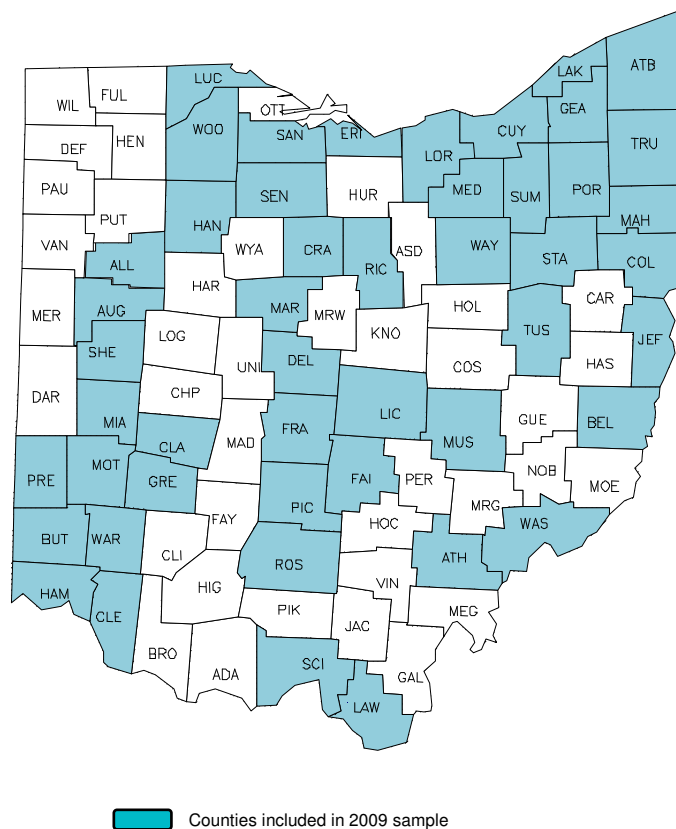 LAK ATB
LUC
FUL GEA
WIL OTT
WOO SAN ERI CUY
HEN LOR TRU
DEF
PAU SEN HUR MED SUM POR
PUT MAH
HAN
VAN WYA CRA RIC ASD WAY STA COL
ALL
HAR
MER AUG MAR MRW HOL CAR
LOG KNO TUS JEF
SHE
UNI DEL COS HAS
DAR CHP
MIA LIC GUE BEL
CLA MAD FRA MUS
MOT NOB
PRE GRE FAI PER MOE
PIC MRG
FAY HOC WAS
BUT WAR
CLI ROS ATH
HAM HIG VIN
CLE PIK MEG
JAC
BRO SCI
ADA GAL
LAW
Counties included in 2009 sample